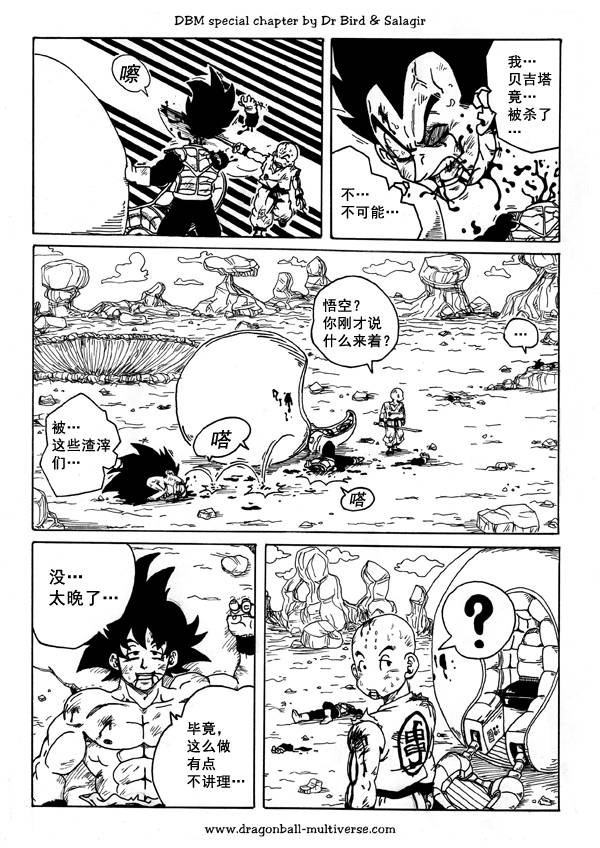 DBM special chapter by Dr Bird & Salagir
嚓
我…
贝吉塔
竟…
被杀了
…
不…
不可能…
悟空?
你刚才说
什么来着?
…
被…
这些渣滓
们…
嗒
嗒
没…
太晚了…
毕竟,
这么做
有点
不讲理…
?
www.dragonball-multiverse.com